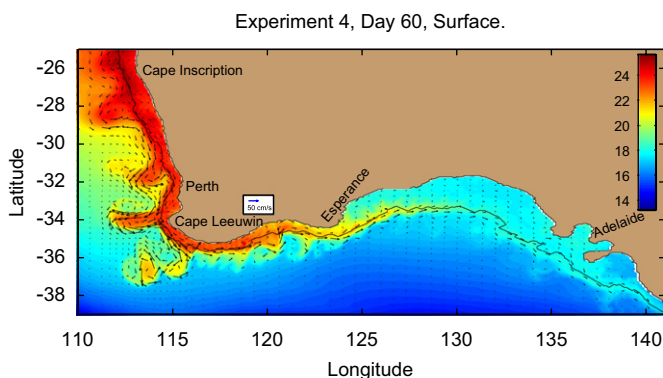 Experiment 4, Day 60, Surface.
-26
-28
-30
-32
-34
-36
-38
Latitude
Cape Inscription
Perth
Cape Leeuwin
50 cm/s
Esperance
Adelaide
24
22
20
18
16
14
110 115 120 125 130 135 140
Longitude